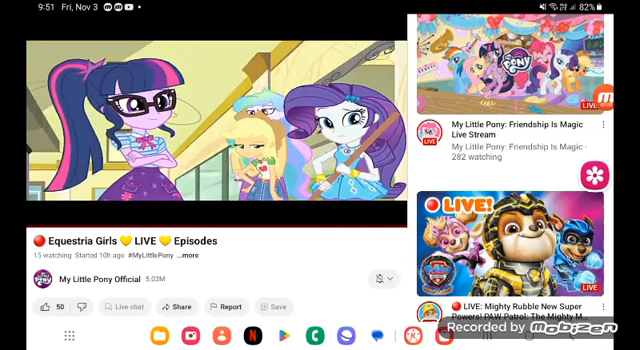 9:51 Fri, Nov 3
82%
MY LITTLE PONY
LIVE
My Little Pony: Friendship Is Magic
Live Stream
My Little Pony: Friendship Is Magic ·
282 watching
LIVE!
PAW PATROL
LIVE
LIVE: Mighty Rubble New Super
Powers! PAW Patrol: The Mighty M...
Equestria Girls 💛 LIVE 💛 Episodes
15 watching Started 10h ago #MyLittlePony ...more
My Little Pony Official 5.02M
50
Live chat
Share
Report
Save
Recorded by Mobizen